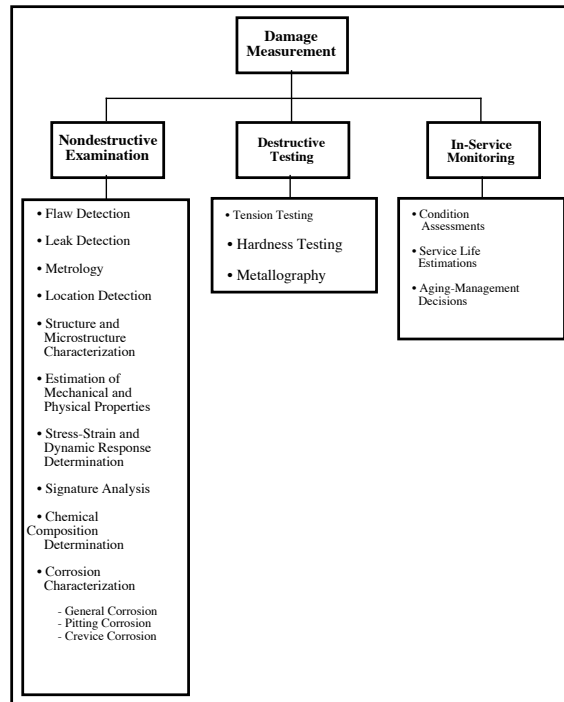 Damage
Measurement
Nondestructive
Examination
• Flaw Detection
• Leak Detection
• Metrology
• Location Detection
• Structure and
Microstructure
Characterization
• Estimation of
Mechanical and
Physical Properties
• Stress-Strain and
Dynamic Response
Determination
• Signature Analysis
• Chemical
Composition
Determination
• Corrosion
Characterization
- General Corrosion
- Pitting Corrosion
- Crevice Corrosion
Destructive
Testing
• Tension Testing
• Hardness Testing
• Metallography
In-Service
Monitoring
• Condition
Assessments
• Service Life
Estimations
• Aging-Management
Decisions